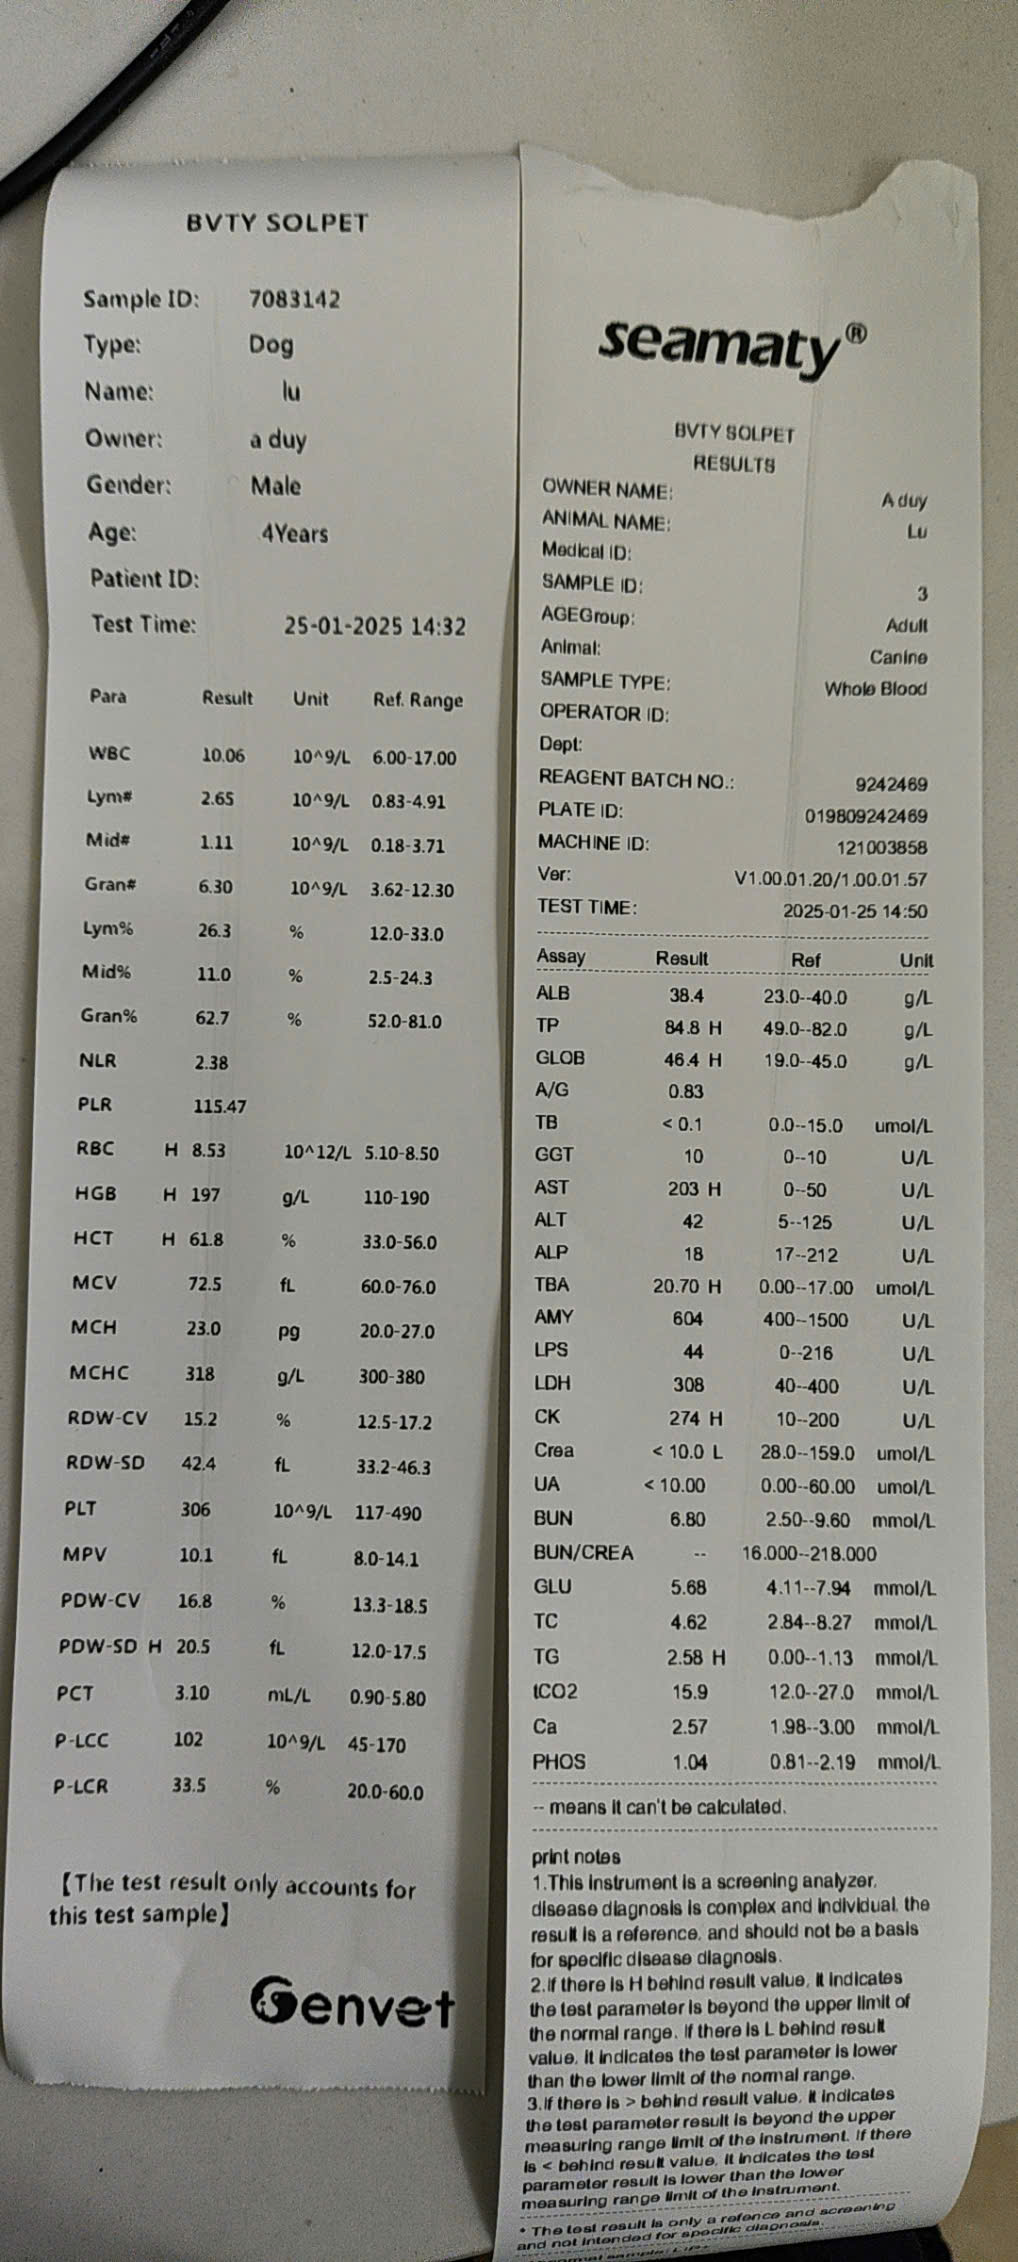 BVTY SOLPET
Sample ID: 7083142
Type: Dog
Name: lu
Owner: a duy
Gender: Male
Age: 4Years
Patient ID:
Test Time: 25-01-2025 14:32
Para Result Unit Ref. Range
WBC 10.06 10^9/L 6.00-17.00
Lym# 2.65 10^9/L 0.83-4.91
Mid# 1.11 10^9/L 0.18-3.71
Gran# 6.30 10^9/L 3.62-12.30
Lym% 26.3 % 12.0-33.0
Mid% 11.0 % 2.5-24.3
Gran% 62.7 % 52.0-81.0
NLR 2.38
PLR 115.47
RBC H 8.53 10^12/L 5.10-8.50
HGB H 197 g/L 110-190
HCT H 61.8 % 33.0-56.0
MCV 72.5 fL 60.0-76.0
MCH 23.0 pg 20.0-27.0
MCHC 318 g/L 300-380
RDW-CV 15.2 % 12.5-17.2
RDW-SD 42.4 fL 33.2-46.3
PLT 306 10^9/L 117-490
MPV 10.1 fL 8.0-14.1
PDW-CV 16.8 % 13.3-18.5
PDW-SD H 20.5 fL 12.0-17.5
PCT 3.10 mL/L 0.90-5.80
P-LCC 102 10^9/L 45-170
P-LCR 33.5 % 20.0-60.0
【The test result only accounts for
this test sample】
Genvet
seamaty®
BVTY SOLPET
RESULTS
OWNER NAME: A duy
ANIMAL NAME: Lu
Medical ID:
SAMPLE ID: 3
AGEGroup: Adult
Animal: Canine
SAMPLE TYPE: Whole Blood
OPERATOR ID:
Dept:
REAGENT BATCH NO.: 9242469
PLATE ID: 019809242469
MACHINE ID: 121003858
Ver: V1.00.01.20/1.00.01.57
TEST TIME: 2025-01-25 14:50
Assay Result Ref Unit
ALB 38.4 23.0--40.0 g/L
TP 84.8 H 49.0--82.0 g/L
GLOB 46.4 H 19.0--45.0 g/L
A/G 0.83
TB < 0.1 0.0--15.0 umol/L
GGT 10 0--10 U/L
AST 203 H 0--50 U/L
ALT 42 5--125 U/L
ALP 18 17--212 U/L
TBA 20.70 H 0.00--17.00 umol/L
AMY 604 400--1500 U/L
LPS 44 0--216 U/L
LDH 308 40--400 U/L
CK 274 H 10--200 U/L
Crea < 10.0 L 28.0--159.0 umol/L
UA < 10.00 0.00--60.00 umol/L
BUN 6.80 2.50--9.60 mmol/L
BUN/CREA -- 16.000--218.000
GLU 5.68 4.11--7.94 mmol/L
TC 4.62 2.84--8.27 mmol/L
TG 2.58 H 0.00--1.13 mmol/L
tCO2 15.9 12.0--27.0 mmol/L
Ca 2.57 1.98--3.00 mmol/L
PHOS 1.04 0.81--2.19 mmol/L
-- means it can't be calculated.
print notes
1.This instrument is a screening analyzer,
disease diagnosis is complex and individual, the
result is a reference, and should not be a basis
for specific disease diagnosis.
2.If there is H behind result value, it indicates
the test parameter is beyond the upper limit of
the normal range. If there is L behind result
value, it indicates the test parameter is lower
than the lower limit of the normal range.
3.If there is > behind result value, it indicates
the test parameter result is beyond the upper
measuring range limit of the instrument. If there
is < behind result value, it indicates the test
parameter result is lower than the lower
measuring range limit of the instrument.
* The test result is only a refence and screening
and not intended for specific diagnosis.